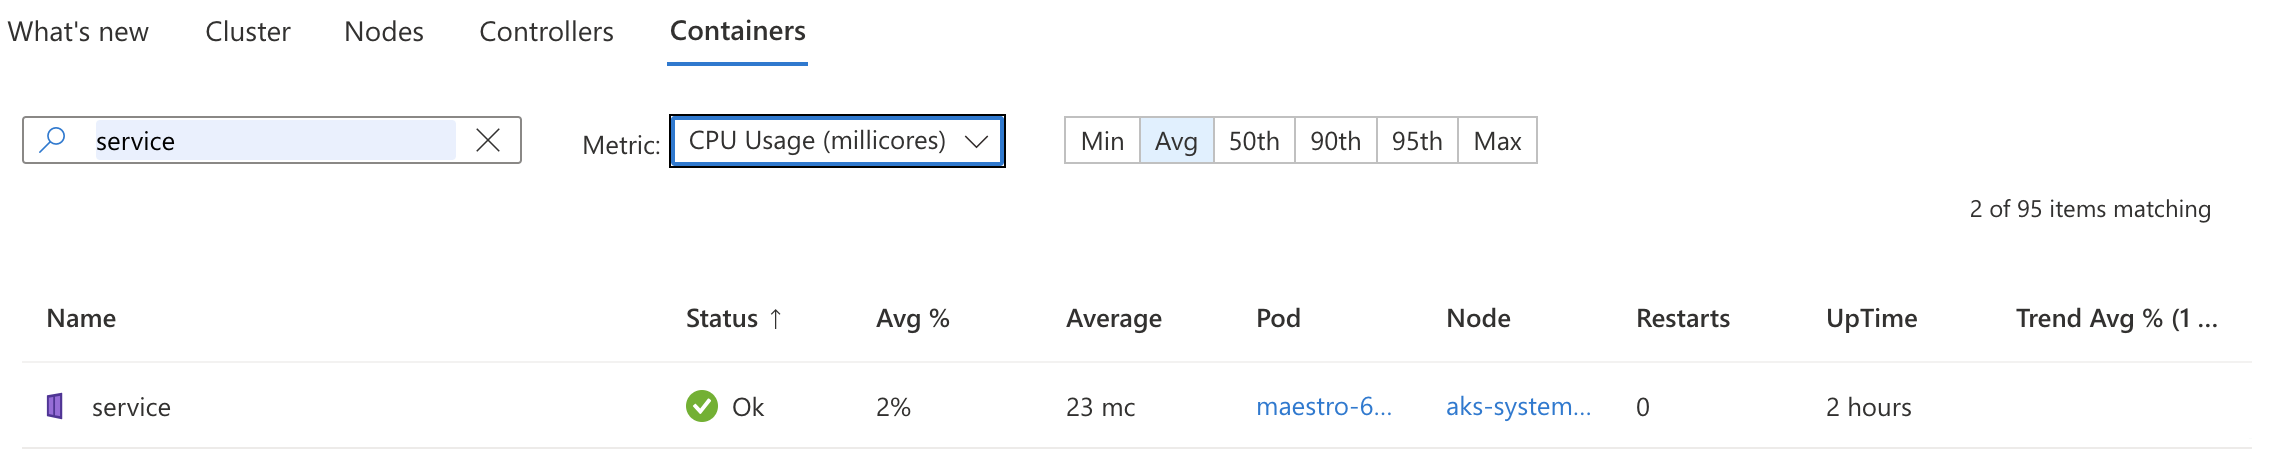 What's new Cluster Nodes Controllers Containers
service Metric: CPU Usage (millicores) Min Avg 50th 90th 95th Max
2 of 95 items matching
Name Status ↑ Avg % Average Pod Node Restarts UpTime Trend Avg % (1 ...
service Ok 2% 23 mc maestro-6... aks-system... 0 2 hours